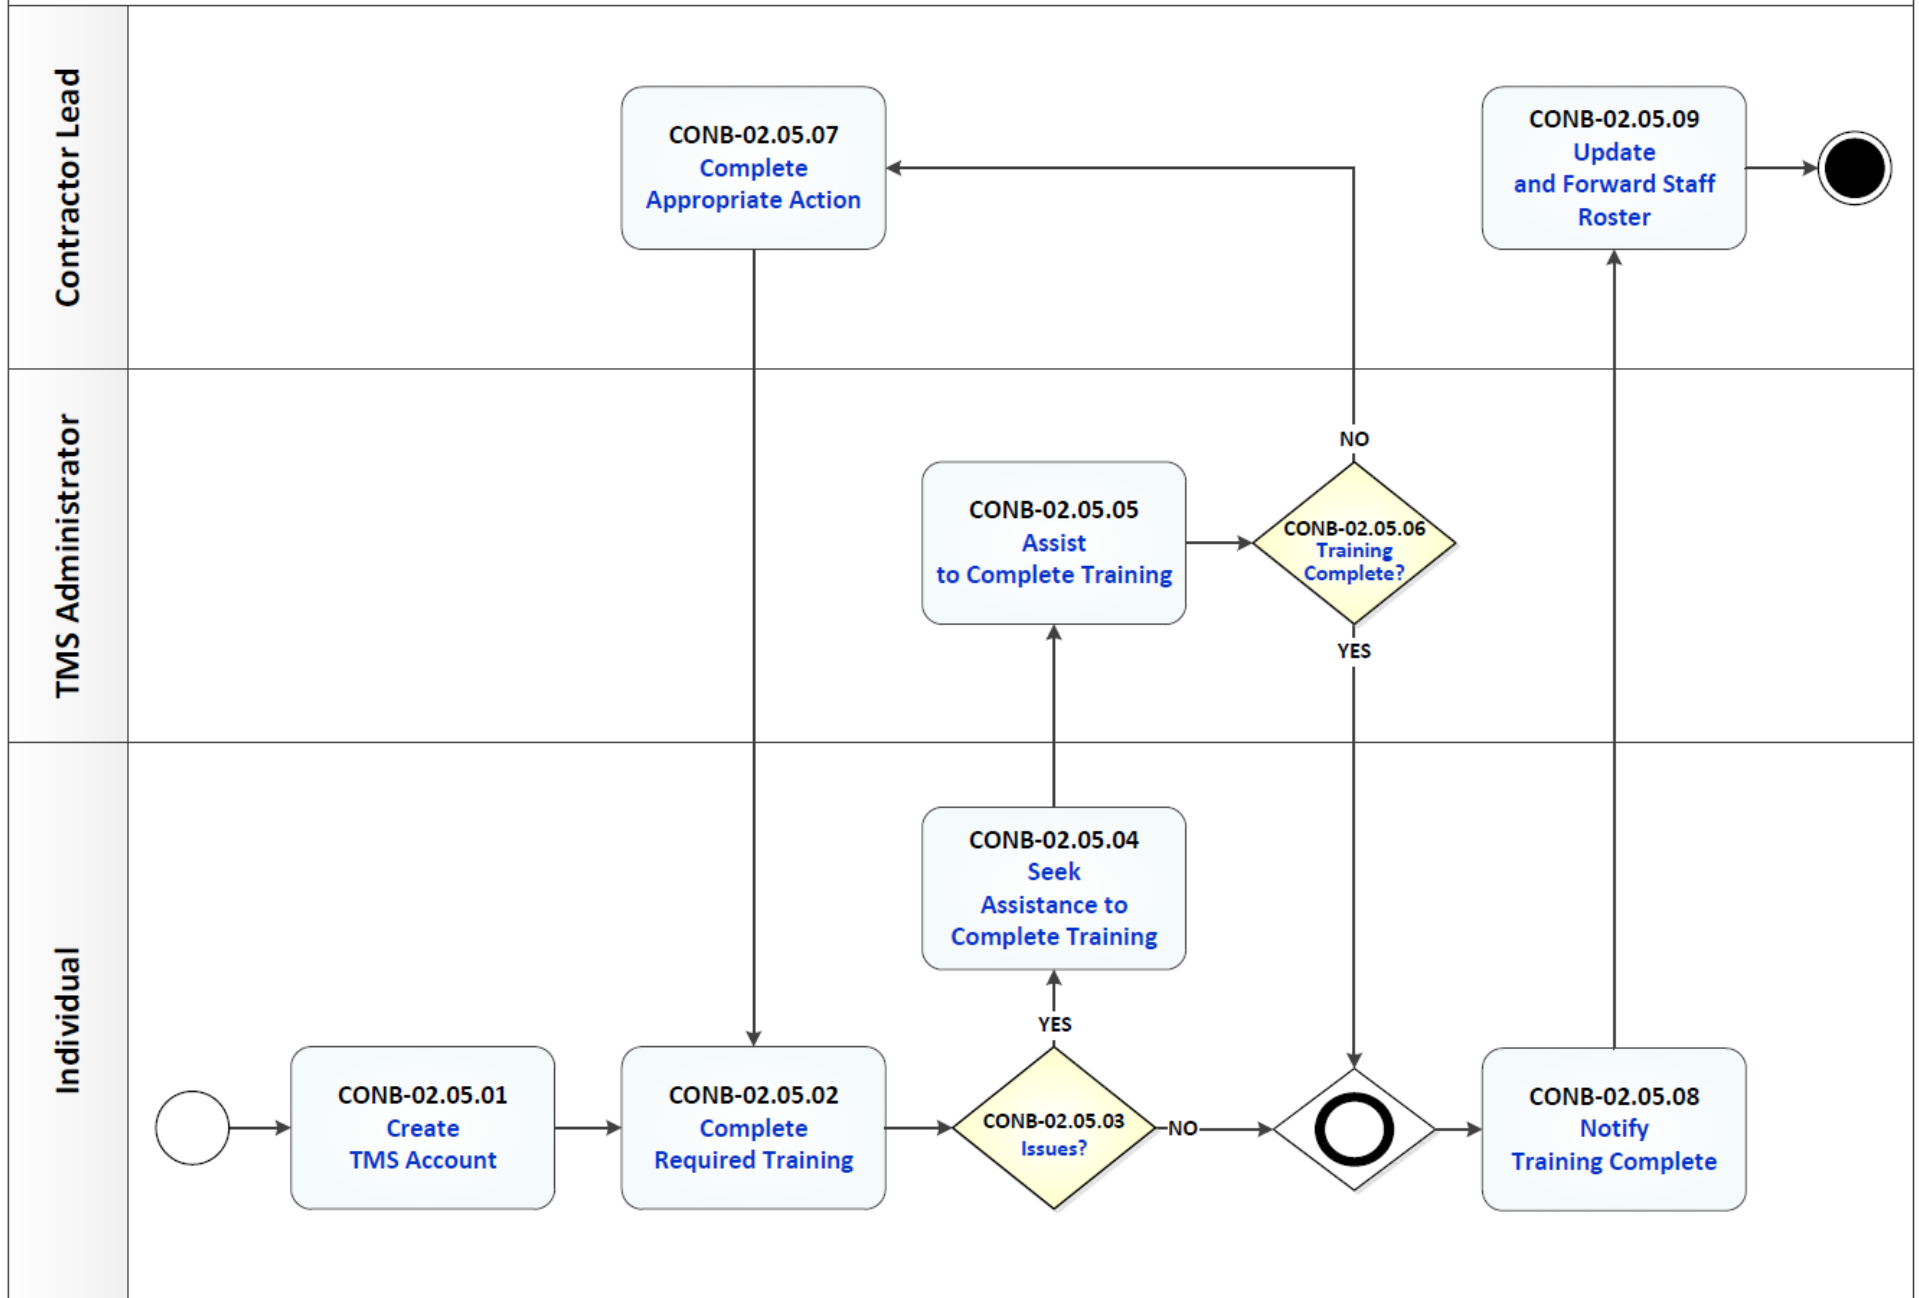 Contractor Lead
CONB-02.05.07
Complete
Appropriate Action
CONB-02.05.09
Update
and Forward Staff
Roster
TMS Administrator
NO
CONB-02.05.05
Assist
to Complete Training
CONB-02.05.06
Training
Complete?
YES
Individual
CONB-02.05.04
Seek
Assistance to
Complete Training
YES
CONB-02.05.01
Create
TMS Account
CONB-02.05.02
Complete
Required Training
CONB-02.05.03
Issues?
NO
CONB-02.05.08
Notify
Training Complete